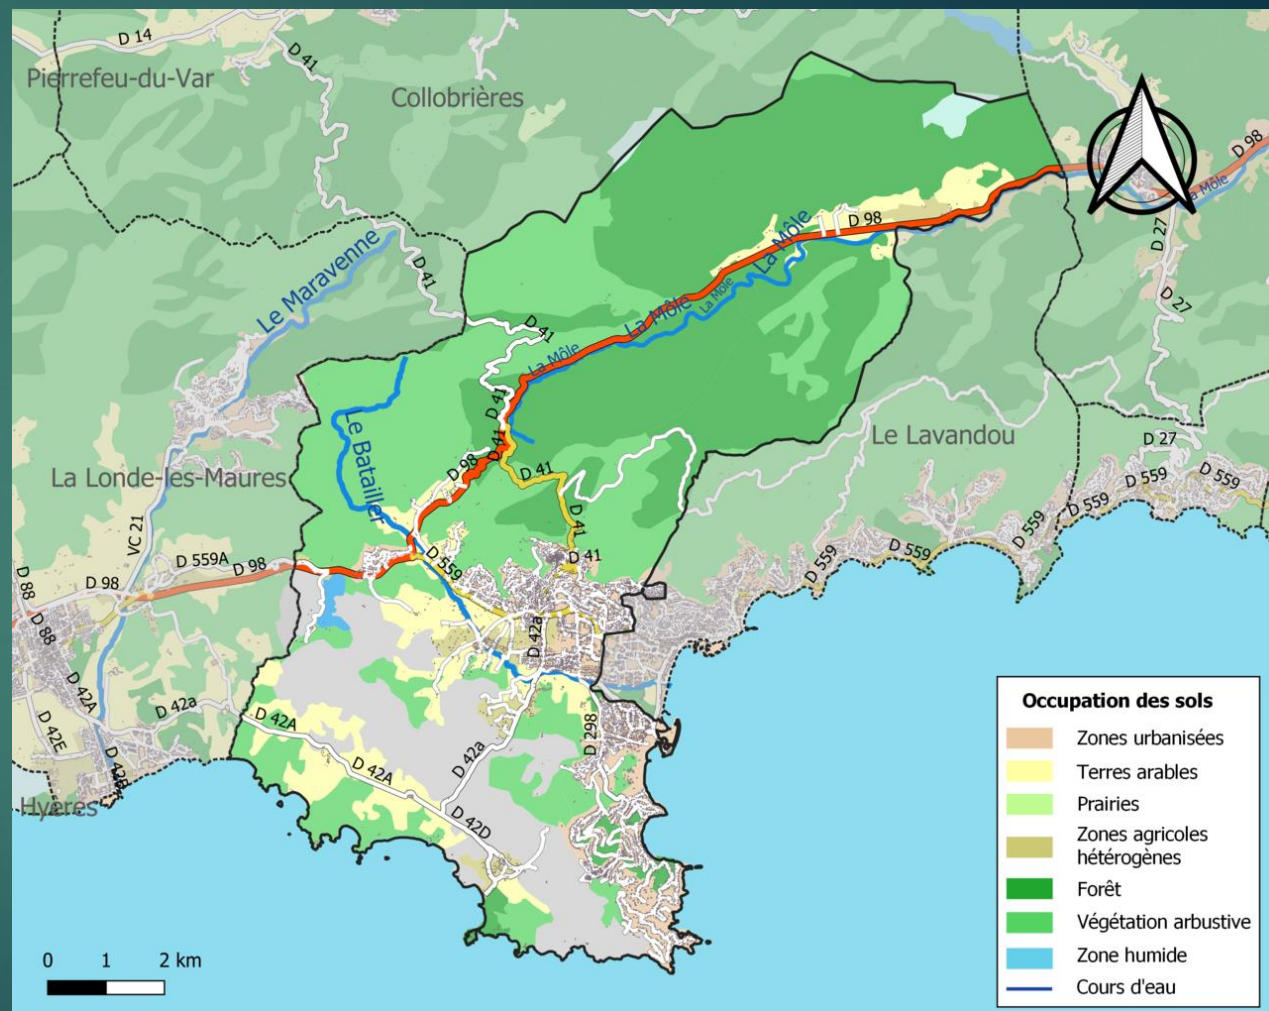 D 14
D 41
Pierrefeu-du-Var
Collobrières
D 98
La Môle
D 27
D 98
La Môle
La Môle
La Môle
La Môle
D 27
D 41
Le Maravenne
D 41
D 41
D 41
Le Batailler
D 98
D 41
Le Lavandou
D 27
La Londe-les-Maures
D 559
D 559
D 559
D 559
D 559
D 559
VC 21
D 559A
D 98
D 98
D 88
D 88
D 559
D 41
D 41
D 42a
D 42A
D 42a
D 42E
D 42B
Hyères
D 42A
D 42A
D 42a
D 42D
D 298
Occupation des sols
Zones urbanisées
Terres arables
Prairies
Zones agricoles
hétérogènes
Forêt
Végétation arbustive
Zone humide
Cours d'eau
0 1 2 km